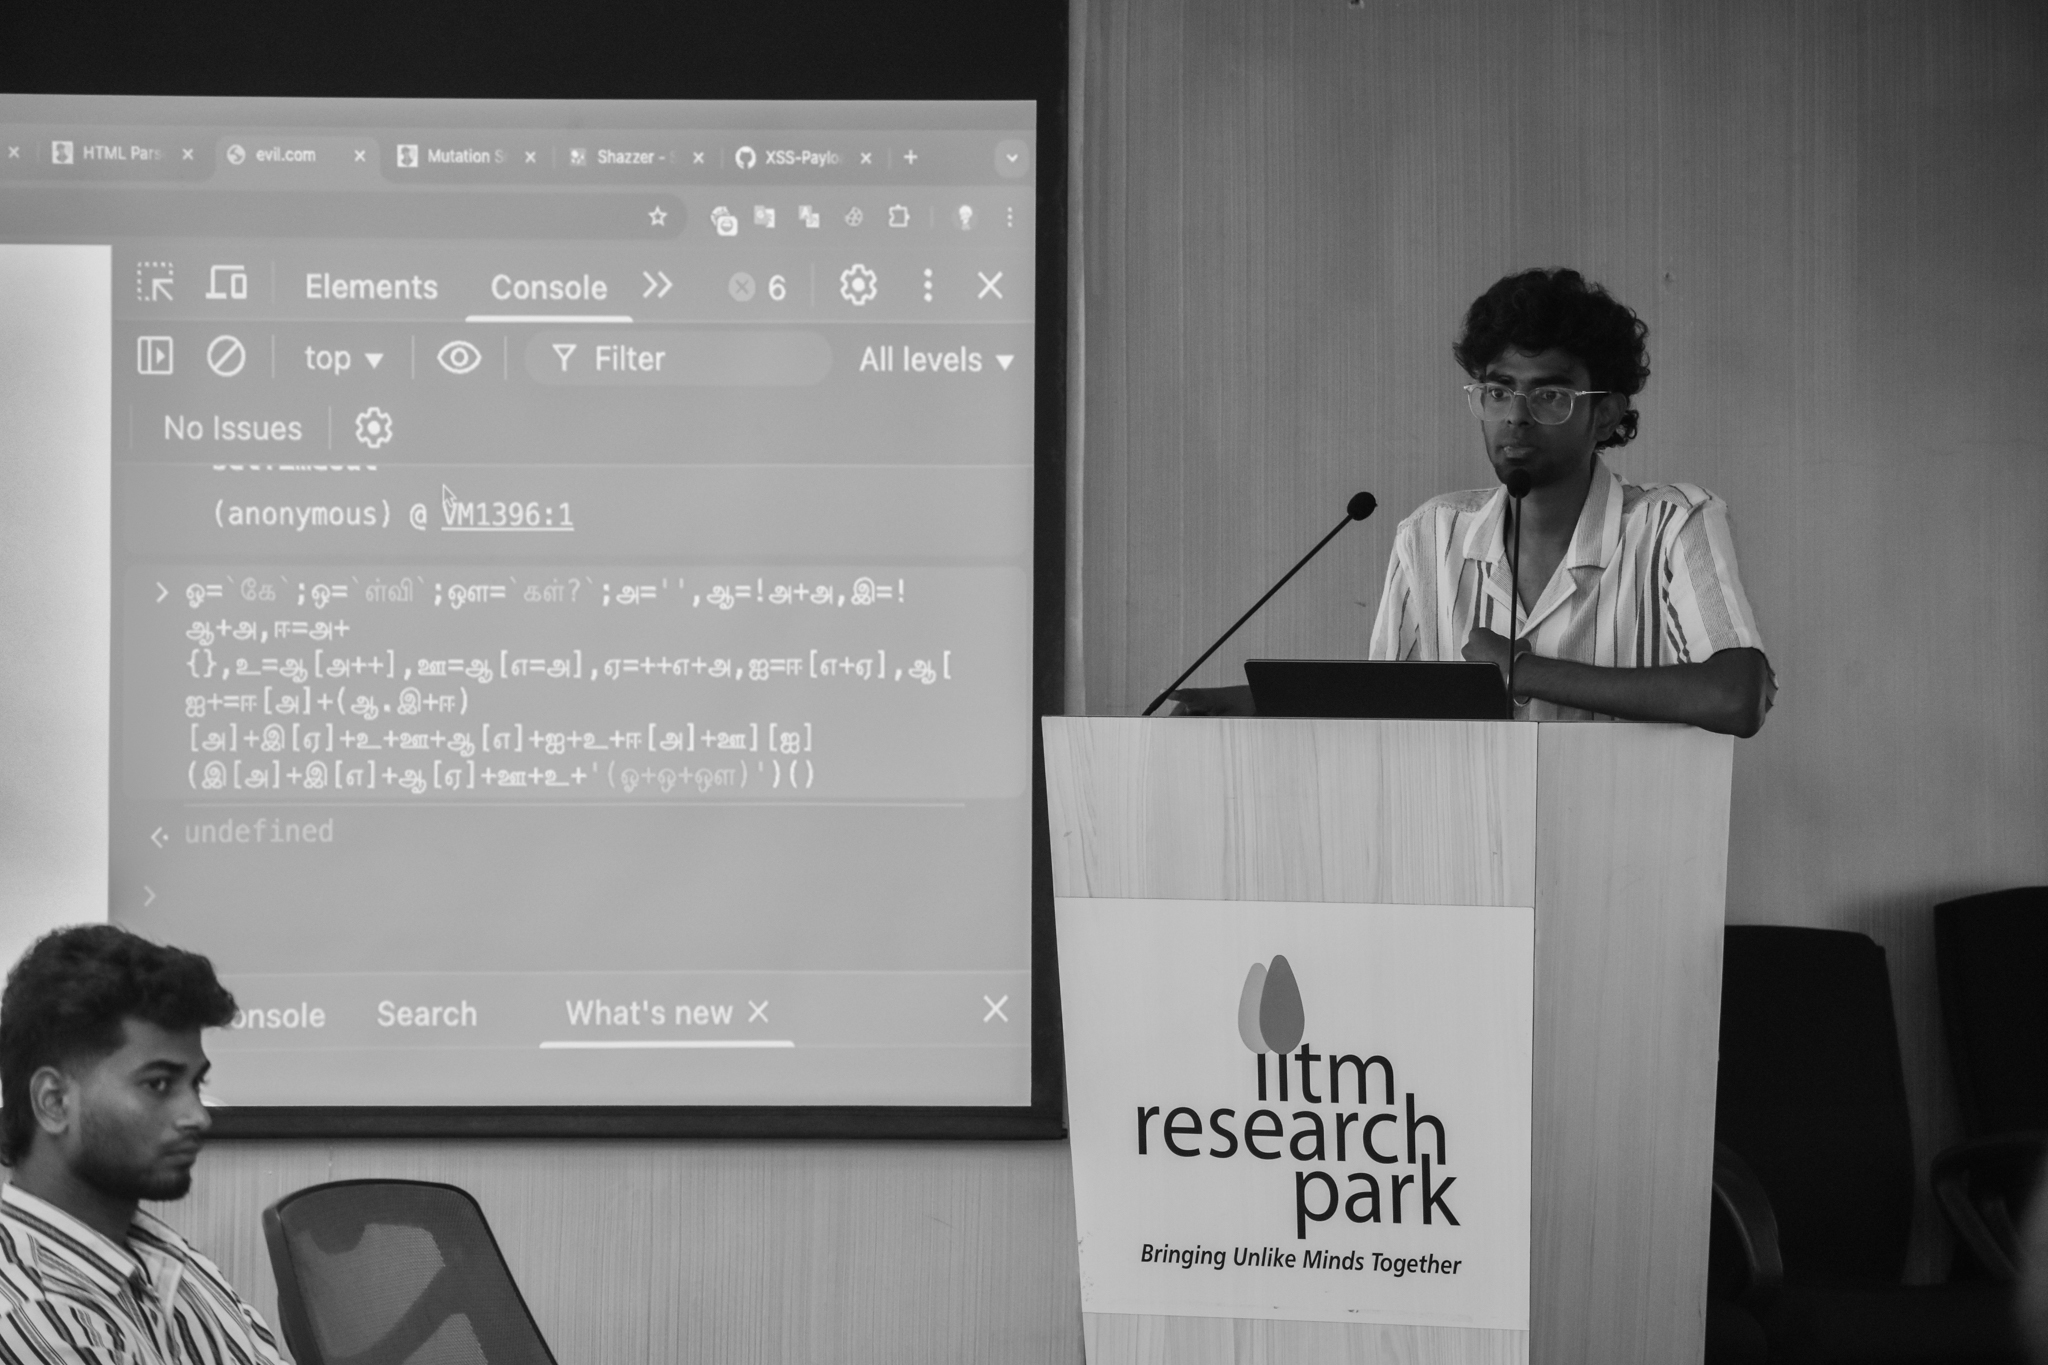 HTML Pars
evil.com
Mutation S
Shazzer - S
XSS-Paylo
Elements Console 6
top Filter All levels
No Issues
(anonymous) @ VM1396:1
> ஓ=`கே`;ஒ=`ள்வி`;ஔ=`கள்?`;அ='',ஆ=!அ+அ,இ=!
ஆ+அ,ஈ=அ+
{},உ=ஆ[அ++],ஊ=ஆ[எ=அ],ஏ=++எ+அ,ஐ=ஈ[எ+ஏ],ஆ[
ஐ+=ஈ[அ]+(ஆ.இ+ஈ)
[அ]+இ[ஏ]+உ+ஊ+ஆ[எ]+ஐ+உ+ஈ[அ]+ஊ][ஐ]
(இ[அ]+இ[எ]+ஆ[ஏ]+ஊ+உ+'(ஓ+ஒ+ஔ)')()
undefined
onsole Search What's new
iitm
research
park
Bringing Unlike Minds Together